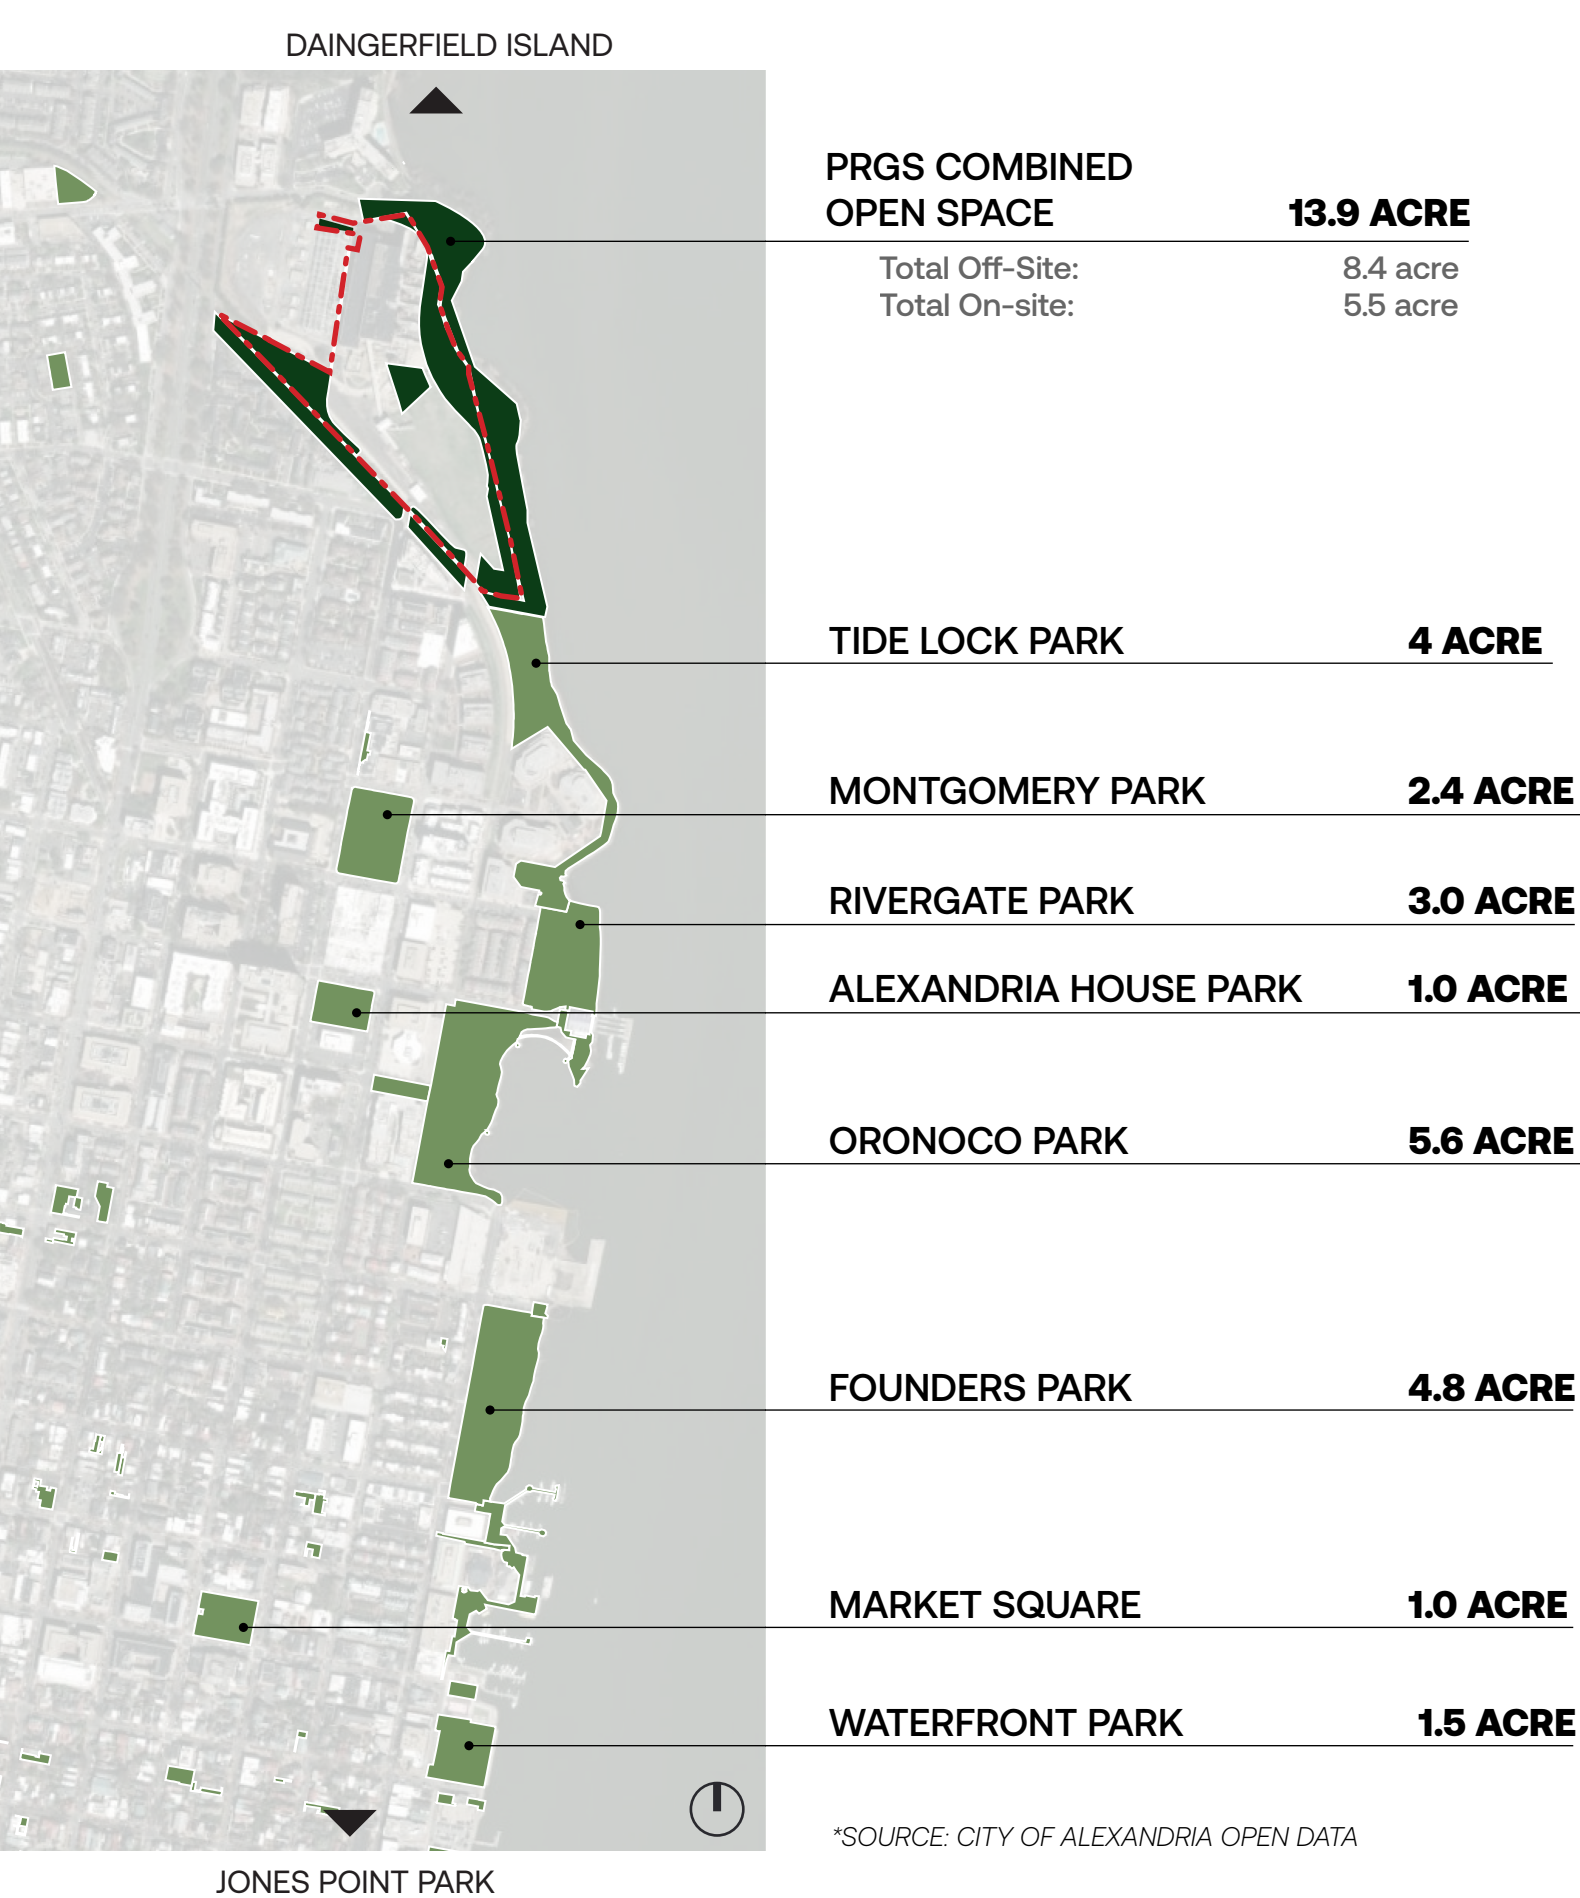 DAINGERFIELD ISLAND
PRGS COMBINED
OPEN SPACE 13.9 ACRE
Total Off-Site: 8.4 acre
Total On-site: 5.5 acre
TIDE LOCK PARK 4 ACRE
MONTGOMERY PARK 2.4 ACRE
RIVERGATE PARK 3.0 ACRE
ALEXANDRIA HOUSE PARK 1.0 ACRE
ORONOCO PARK 5.6 ACRE
FOUNDERS PARK 4.8 ACRE
MARKET SQUARE 1.0 ACRE
WATERFRONT PARK 1.5 ACRE
*SOURCE: CITY OF ALEXANDRIA OPEN DATA
JONES POINT PARK